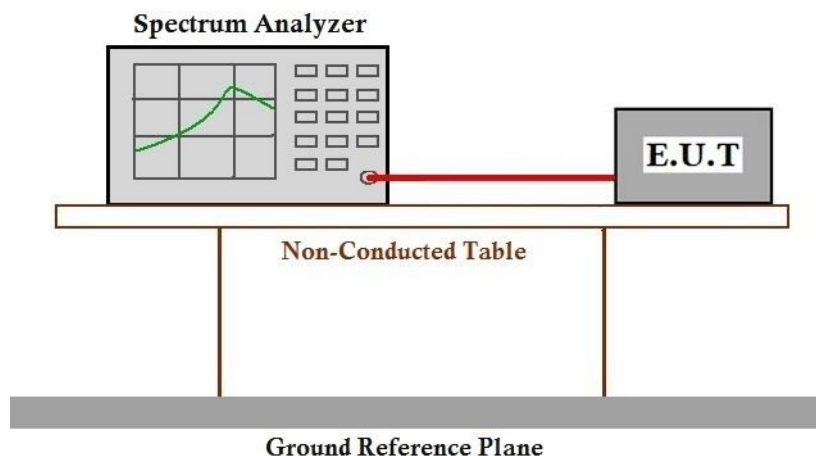 Spectrum Analyzer
E.U.T
Non-Conducted Table
Ground Reference Plane